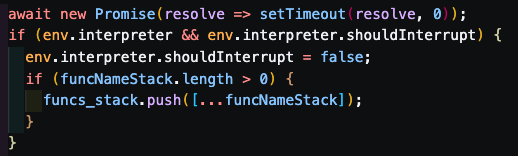 await new Promise(resolve => setTimeout(resolve, 0));
if (env.interpreter && env.interpreter.shouldInterrupt) {
env.interpreter.shouldInterrupt = false;
if (funcNameStack.length > 0) {
funcs_stack.push([...funcNameStack]);
}
}